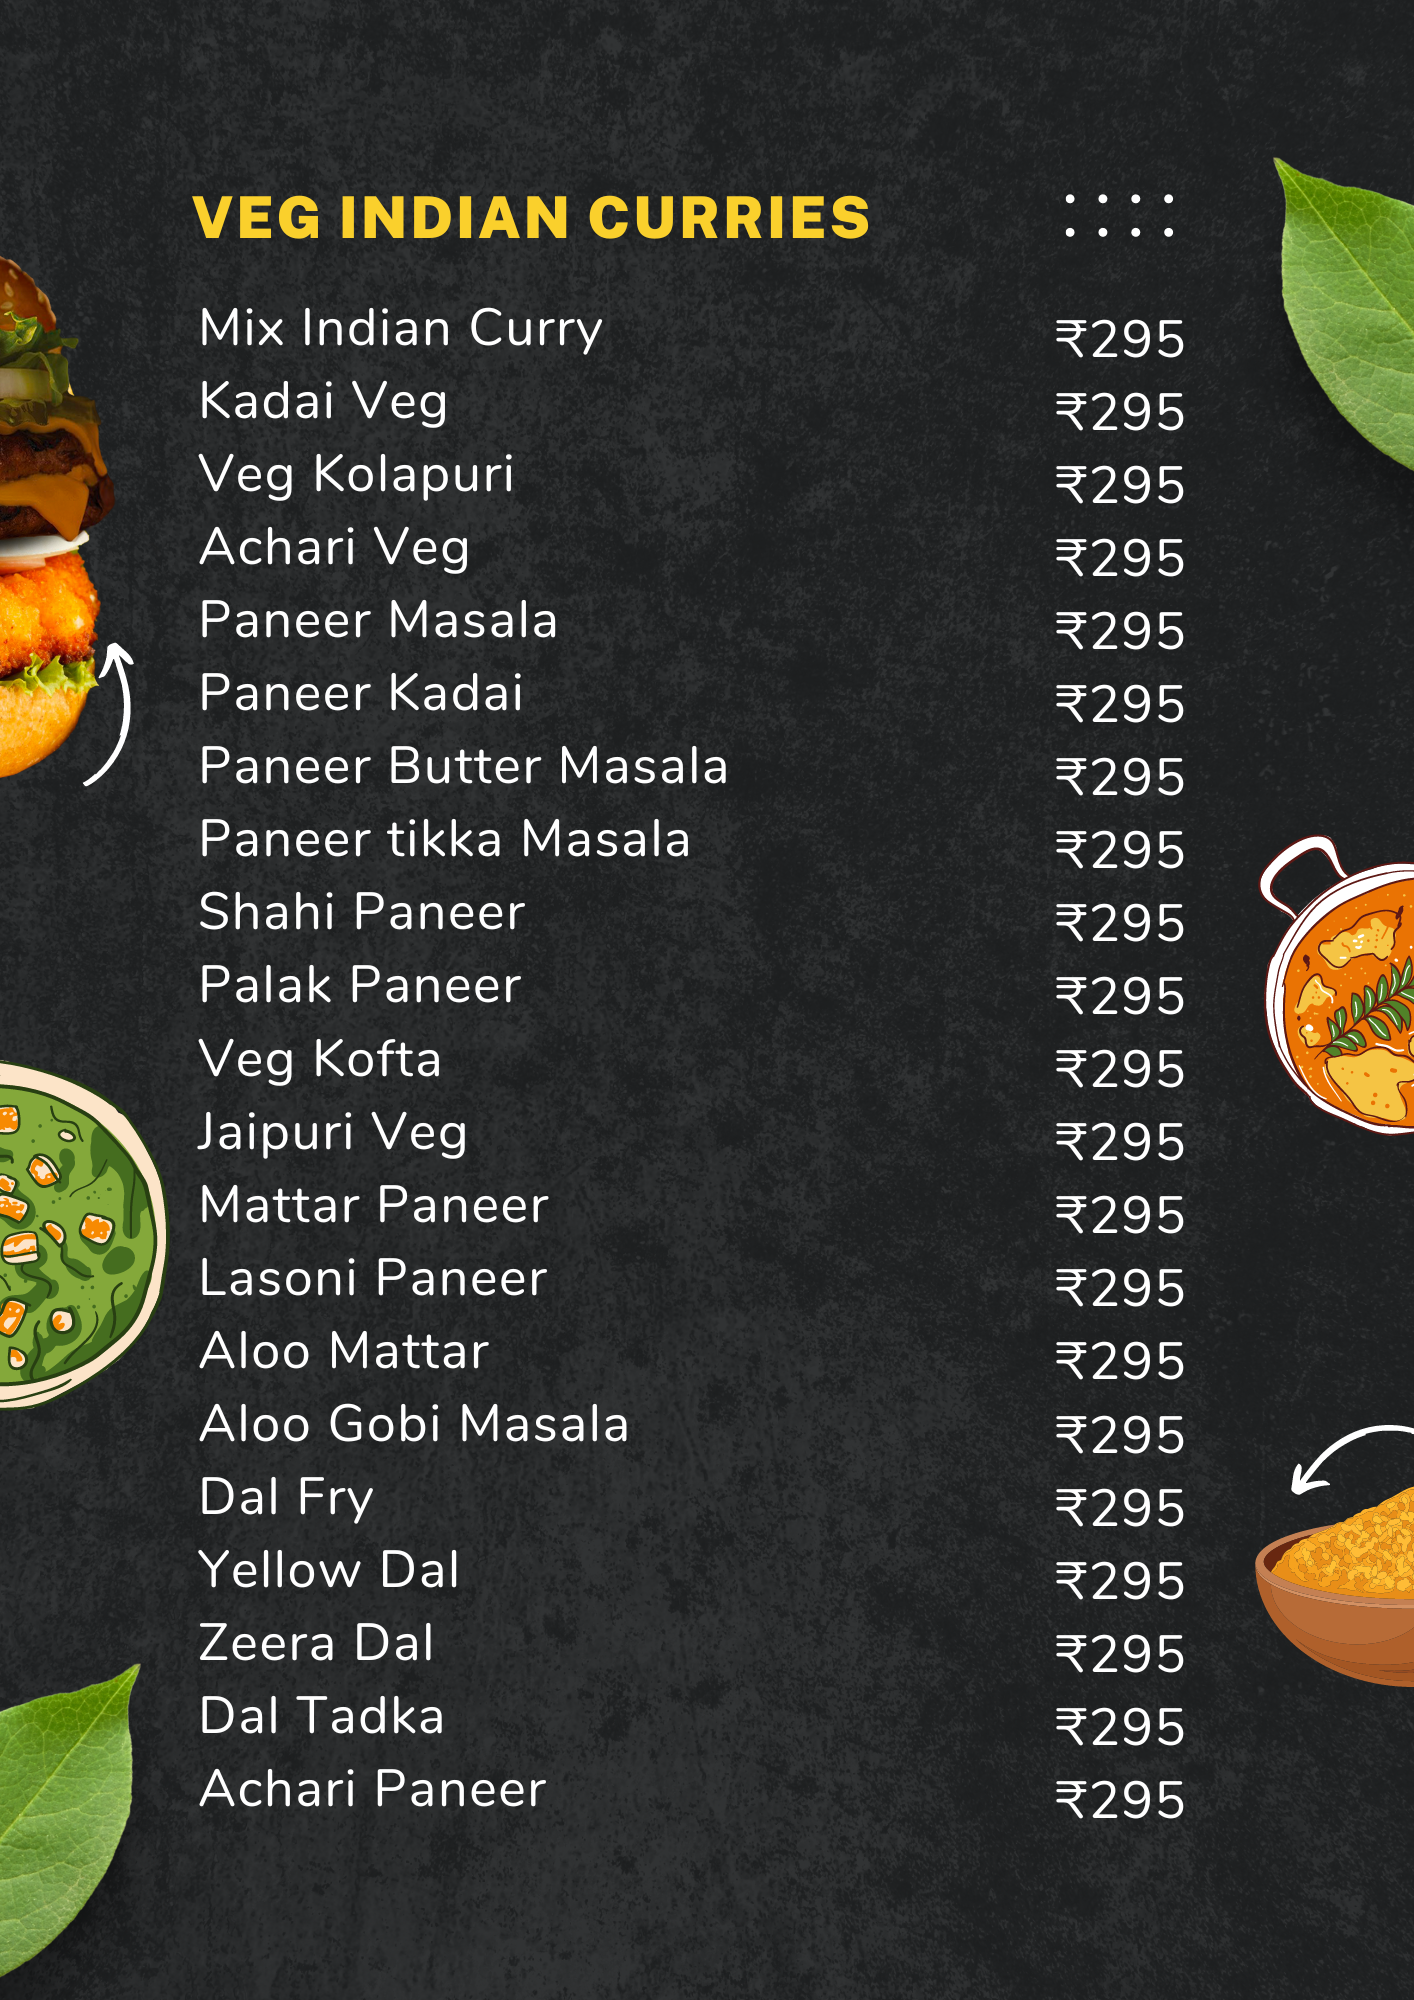 VEG INDIAN CURRIES
Mix Indian Curry ₹295
Kadai Veg ₹295
Veg Kolapuri ₹295
Achari Veg ₹295
Paneer Masala ₹295
Paneer Kadai ₹295
Paneer Butter Masala ₹295
Paneer tikka Masala ₹295
Shahi Paneer ₹295
Palak Paneer ₹295
Veg Kofta ₹295
Jaipuri Veg ₹295
Mattar Paneer ₹295
Lasoni Paneer ₹295
Aloo Mattar ₹295
Aloo Gobi Masala ₹295
Dal Fry ₹295
Yellow Dal ₹295
Zeera Dal ₹295
Dal Tadka ₹295
Achari Paneer ₹295